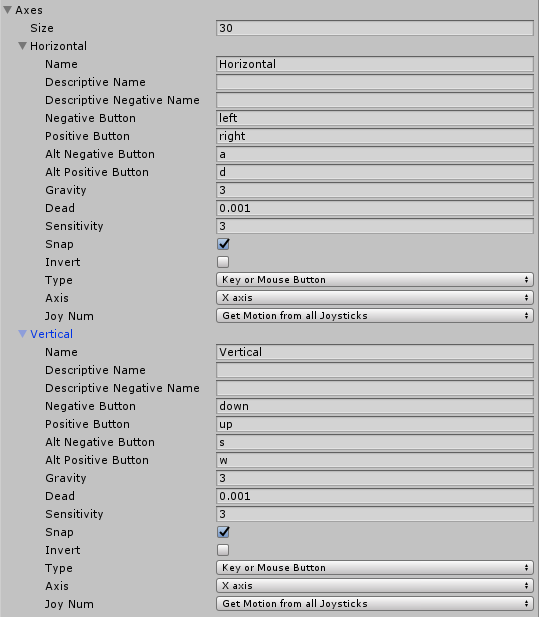 Axes
Size 30
Horizontal
Name Horizontal
Descriptive Name
Descriptive Negative Name
Negative Button left
Positive Button right
Alt Negative Button a
Alt Positive Button d
Gravity 3
Dead 0.001
Sensitivity 3
Snap
Invert
Type Key or Mouse Button
Axis X axis
Joy Num Get Motion from all Joysticks
Vertical
Name Vertical
Descriptive Name
Descriptive Negative Name
Negative Button down
Positive Button up
Alt Negative Button s
Alt Positive Button w
Gravity 3
Dead 0.001
Sensitivity 3
Snap
Invert
Type Key or Mouse Button
Axis X axis
Joy Num Get Motion from all Joysticks